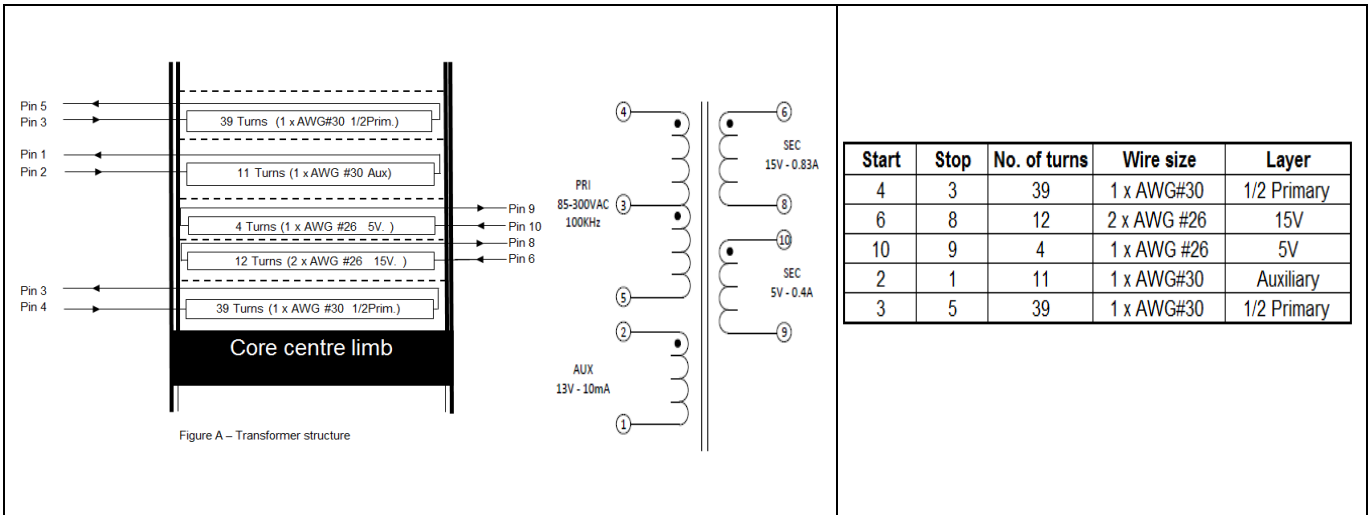 Pin 5
Pin 3
39 Turns (1 x AWG#30 1/2Prim.)
Pin 1
Pin 2
11 Turns (1 x AWG #30 Aux)
Pin 9
4 Turns (1 x AWG #26 5V. )
Pin 10
Pin 8
12 Turns (2 x AWG #26 15V. )
Pin 6
Pin 3
Pin 4
39 Turns (1 x AWG #30 1/2Prim.)
Core centre limb
Figure A – Transformer structure
4
PRI
85-300VAC
100KHz
3
5
2
AUX
13V - 10mA
1
6
SEC
15V - 0.83A
8
10
SEC
5V - 0.4A
9
Start Stop No. of turns Wire size Layer
4 3 39 1 x AWG#30 1/2 Primary
6 8 12 2 x AWG #26 15V
10 9 4 1 x AWG #26 5V
2 1 11 1 x AWG#30 Auxiliary
3 5 39 1 x AWG#30 1/2 Primary